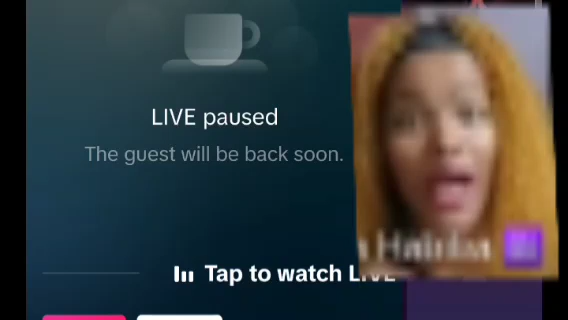 LIVE paused
The guest will be back soon.
Tap to watch LIVE